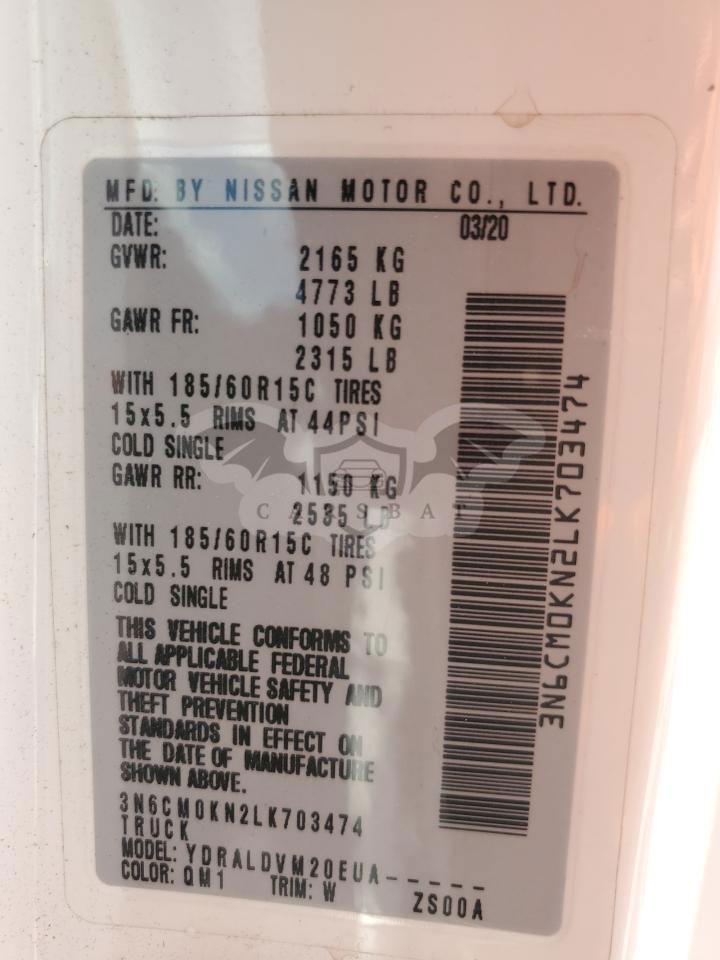 MFD. BY NISSAN MOTOR CO., LTD.
DATE: 03/20
GVWR: 2165 KG
4773 LB
GAWR FR: 1050 KG
2315 LB
WITH 185/60R15C TIRES
15x5.5 RIMS AT 44PSI
COLD SINGLE
GAWR RR: 1150 KG
2535 LB
WITH 185/60R15C TIRES
15x5.5 RIMS AT 48 PSI
COLD SINGLE
THIS VEHICLE CONFORMS TO
ALL APPLICABLE FEDERAL
MOTOR VEHICLE SAFETY AND
THEFT PREVENTION
STANDARDS IN EFFECT ON
THE DATE OF MANUFACTURE
SHOWN ABOVE.
3N6CM0KN2LK703474
TRUCK
MODEL: YDRALDVM20EUA-----
COLOR: QM1 TRIM: W ZS00A
3N6CM0KN2LK703474
CARSBAT